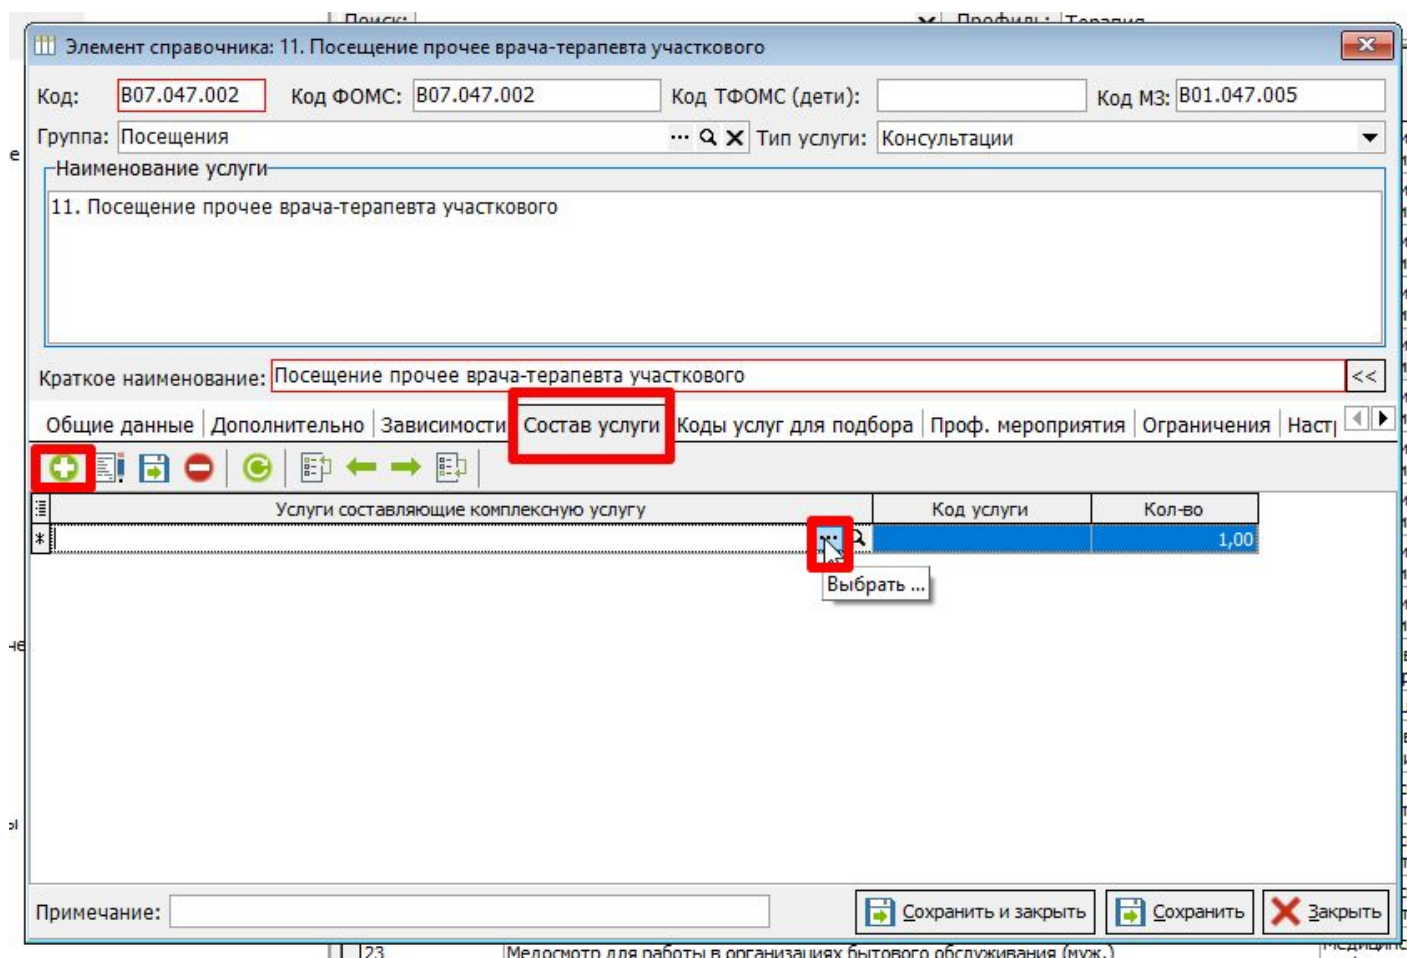 Поиск:
Профиль: Терапия
Элемент справочника: 11. Посещение прочее врача-терапевта участкового
Код: B07.047.002 Код ФОМС: B07.047.002 Код ТФОМС (дети): Код МЗ: B01.047.005
Группа: Посещения ... Тип услуги: Консультации
Наименование услуги
11. Посещение прочее врача-терапевта участкового
Краткое наименование: Посещение прочее врача-терапевта участкового <<
Общие данные Дополнительно Зависимости Состав услуги Коды услуг для подбора Проф. мероприятия Ограничения Наст
Услуги составляющие комплексную услугу Код услуги Кол-во
* ... 1,00
Выбрать ...
Примечание: Сохранить и закрыть Сохранить Закрыть
23 Медосмотр для работы в организациях бытового обслуживания (муж.)